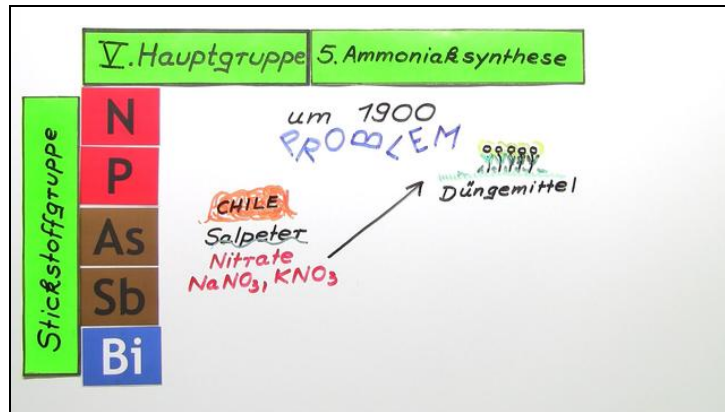 V. Hauptgruppe
5. Ammoniaksynthese
Stickstoffgruppe
N
P
As
Sb
Bi
um 1900
PROBLEM
CHILE
Salpeter
Nitrate
NaNO₃, KNO₃
Düngemittel